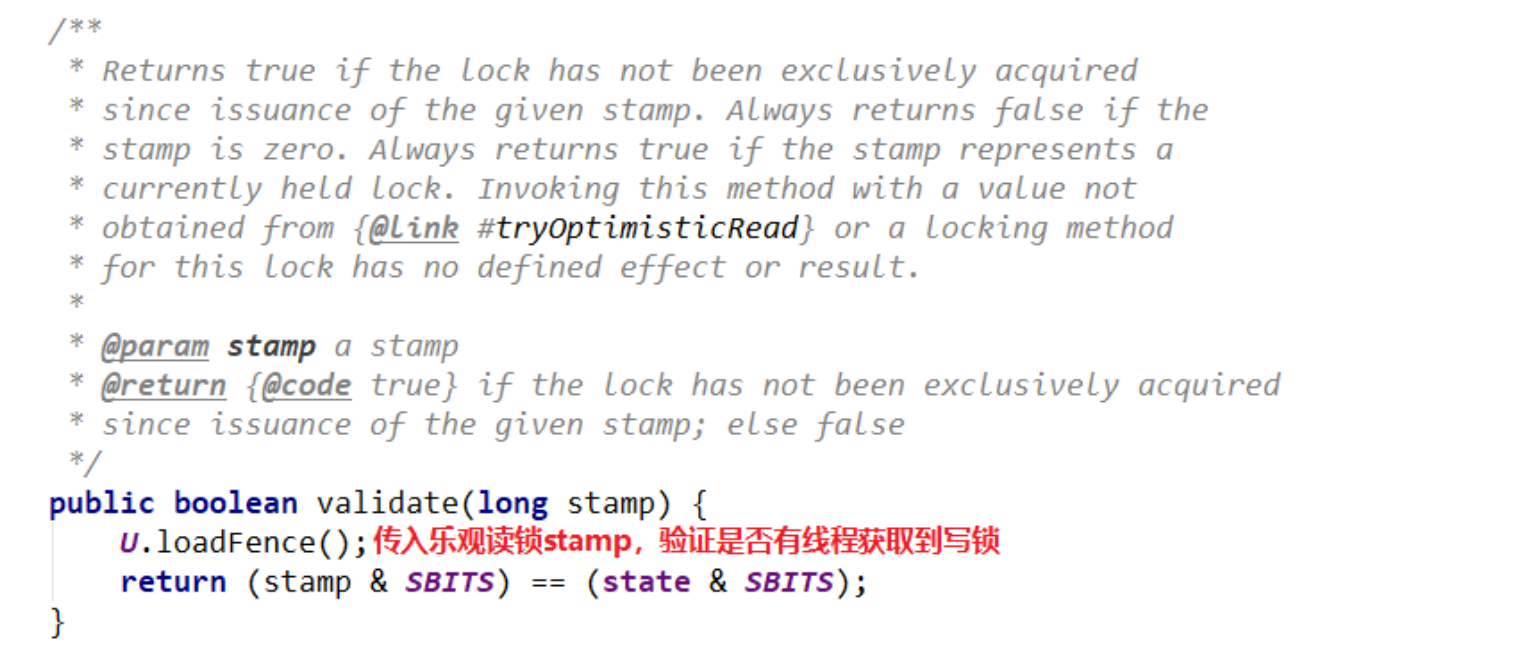 /**
 * Returns true if the lock has not been exclusively acquired
 * since issuance of the given stamp. Always returns false if the
 * stamp is zero. Always returns true if the stamp represents a
 * currently held lock. Invoking this method with a value not
 * obtained from {@link #tryOptimisticRead} or a locking method
 * for this lock has no defined effect or result.
 *
 * @param stamp a stamp
 * @return {@code true} if the lock has not been exclusively acquired
 * since issuance of the given stamp; else false
 */
public boolean validate(long stamp) {
    U.loadFence();传入乐观读锁stamp，验证是否有线程获取到写锁
    return (stamp & SBITS) == (state & SBITS);
}